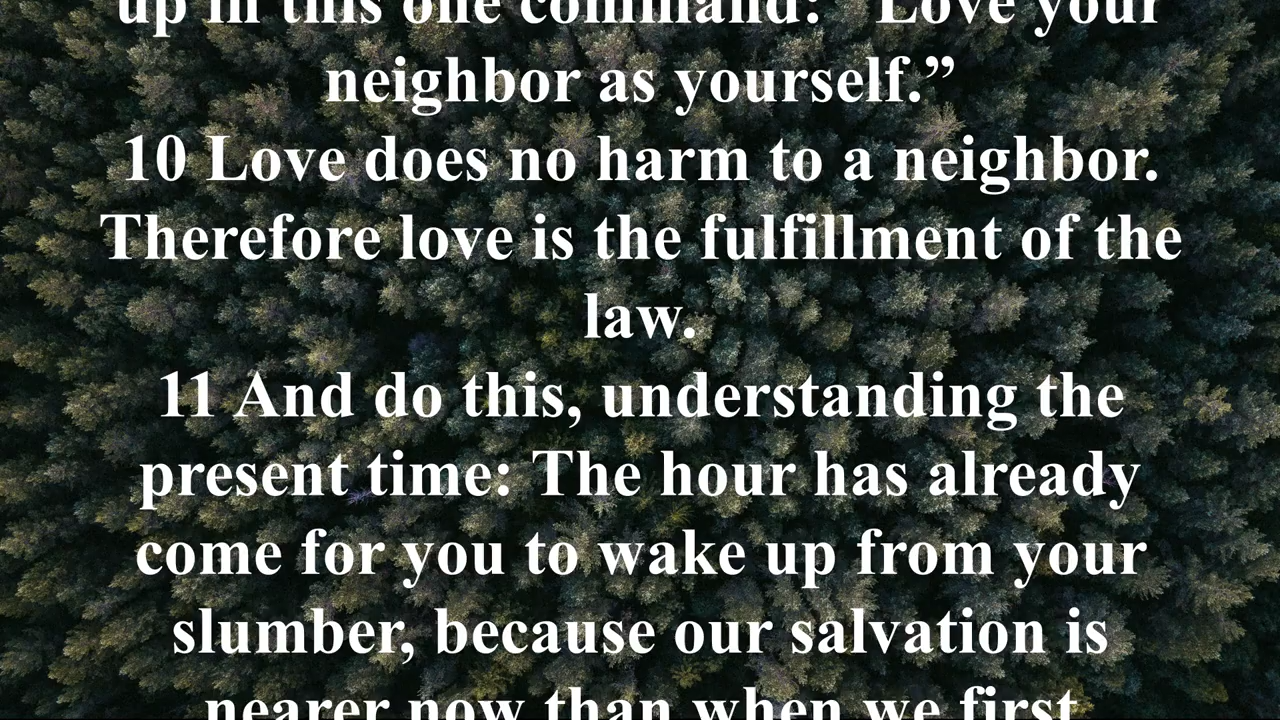 up in this one command: “Love your
neighbor as yourself.”
10 Love does no harm to a neighbor.
Therefore love is the fulfillment of the
law.
11 And do this, understanding the
present time: The hour has already
come for you to wake up from your
slumber, because our salvation is
nearer now than when we first